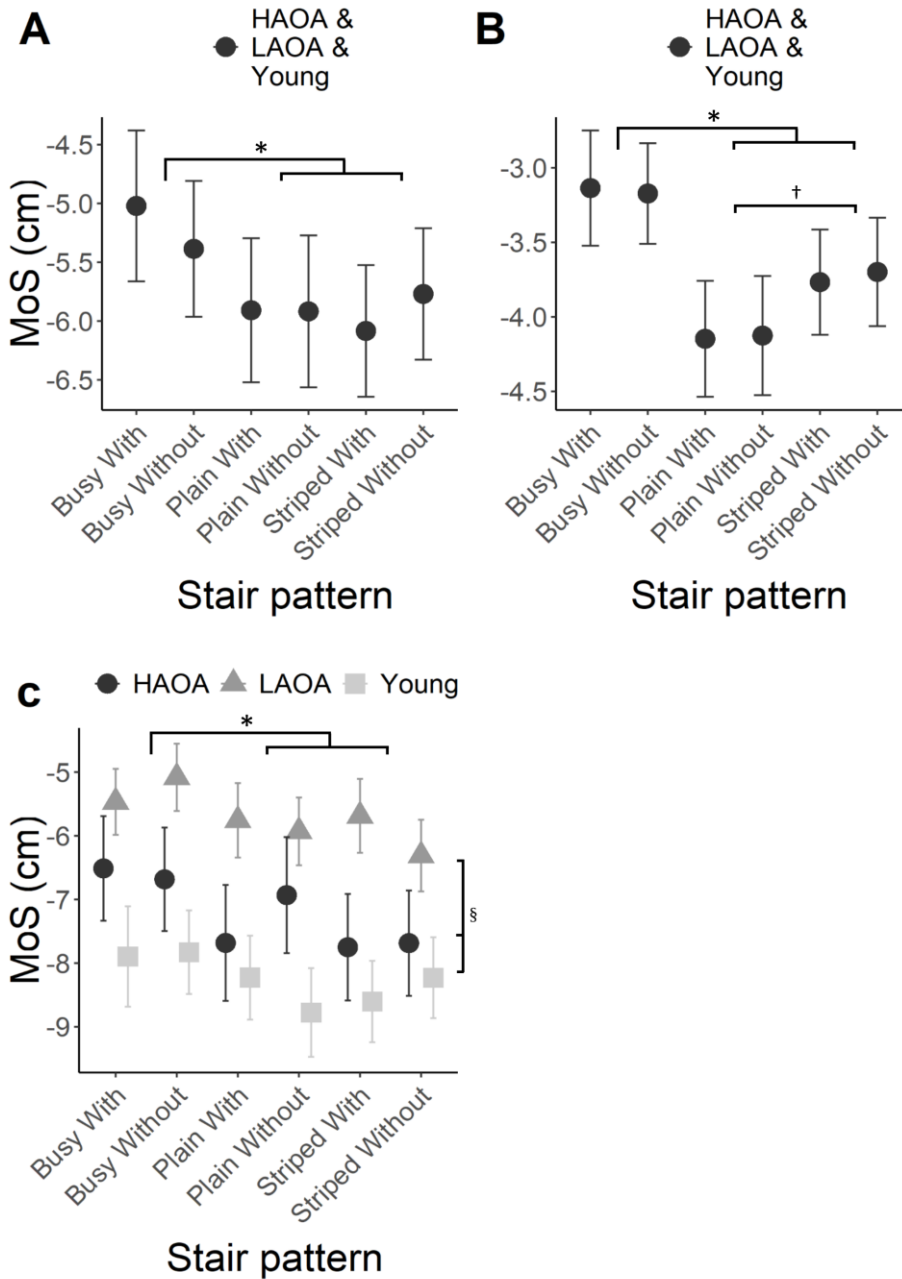 A
HAOA &
LAOA &
Young
MoS (cm)
-4.5
-5.0
-5.5
-6.0
-6.5
*
Busy With
Busy Without
Plain With
Plain Without
Striped With
Striped Without
Stair pattern
B
HAOA &
LAOA &
Young
-3.0
-3.5
-4.0
-4.5
*
†
Busy With
Busy Without
Plain With
Plain Without
Striped With
Striped Without
Stair pattern
c
HAOA LAOA Young
MoS (cm)
-5
-6
-7
-8
-9
*
§
Busy With
Busy Without
Plain With
Plain Without
Striped With
Striped Without
Stair pattern